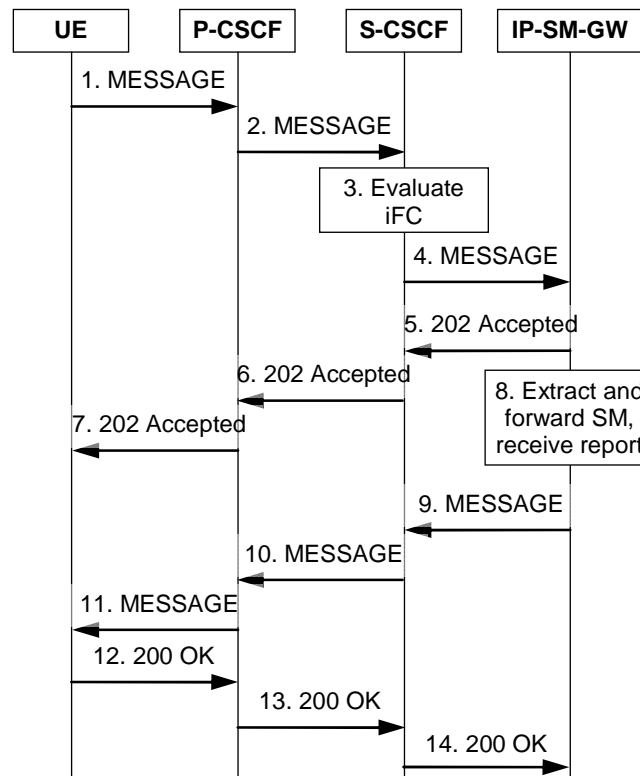 UE
P-CSCF
S-CSCF
IP-SM-GW
1. MESSAGE
2. MESSAGE
3. Evaluate
iFC
4. MESSAGE
5. 202 Accepted
6. 202 Accepted
7. 202 Accepted
8. Extract and
forward SM,
receive report
9. MESSAGE
10. MESSAGE
11. MESSAGE
12. 200 OK
13. 200 OK
14. 200 OK